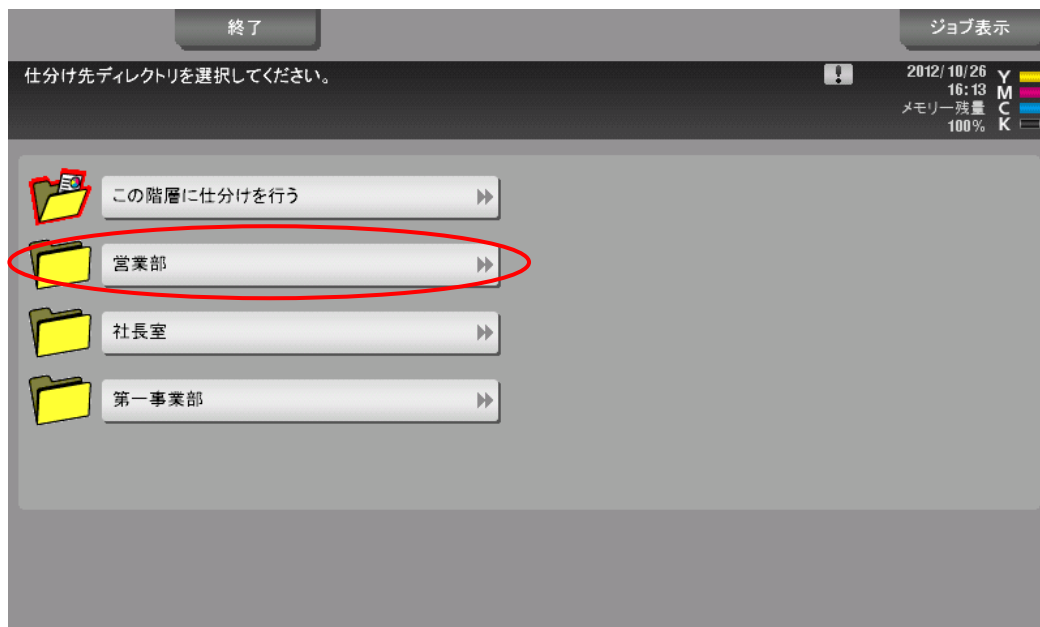 終了
ジョブ表示
仕分け先ディレクトリを選択してください。
!
2012/10/26
16:13
メモリー残量
100%
Y
M
C
K
この階層に仕分けを行う
営業部
社長室
第一事業部